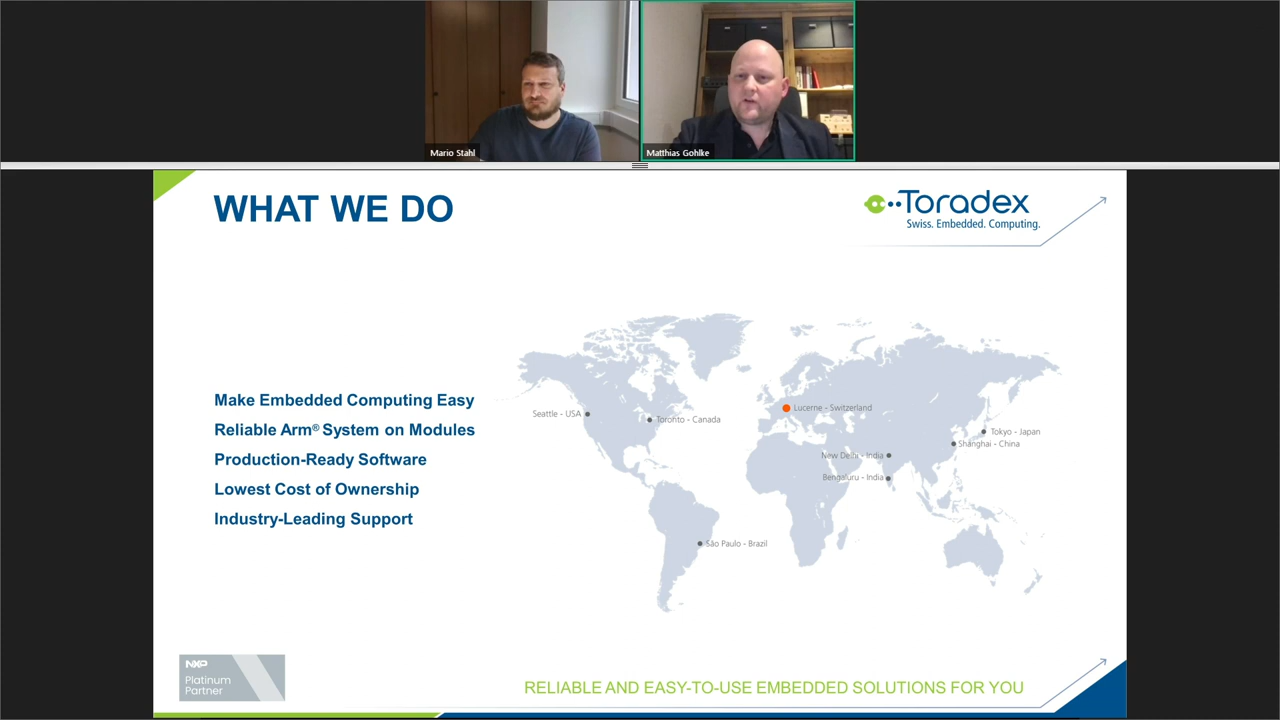 Mario Stahl
Matthias Gohlke
WHAT WE DO
Toradex
Swiss. Embedded. Computing.
Make Embedded Computing Easy
Reliable Arm® System on Modules
Production-Ready Software
Lowest Cost of Ownership
Industry-Leading Support
Seattle - USA
Toronto - Canada
Lucerne - Switzerland
Tokyo - Japan
Shanghai - China
New Delhi - India
Bengaluru - India
São Paulo - Brazil
NXP
Platinum
Partner
RELIABLE AND EASY-TO-USE EMBEDDED SOLUTIONS FOR YOU